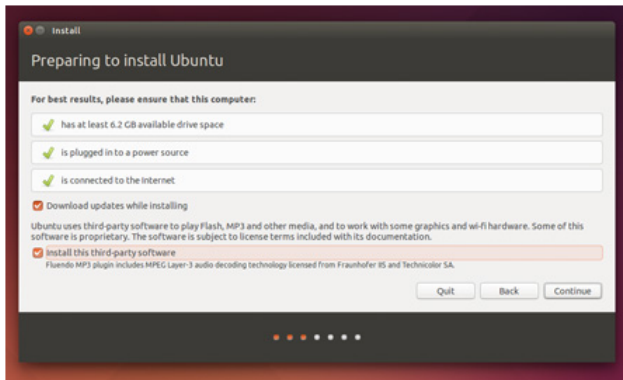 Install
Preparing to install Ubuntu
For best results, please ensure that this computer:
has at least 6.2 GB available drive space
is plugged in to a power source
is connected to the Internet
Download updates while installing
Ubuntu uses third-party software to play Flash, MP3 and other media, and to work with some graphics and wi-fi hardware. Some of this
software is proprietary. The software is subject to license terms included with its documentation.
Install this third-party software
Fluendo MP3 plugin includes MPEG Layer-3 audio decoding technology licensed from Fraunhofer IIS and Technicolor SA.
Quit Back Continue